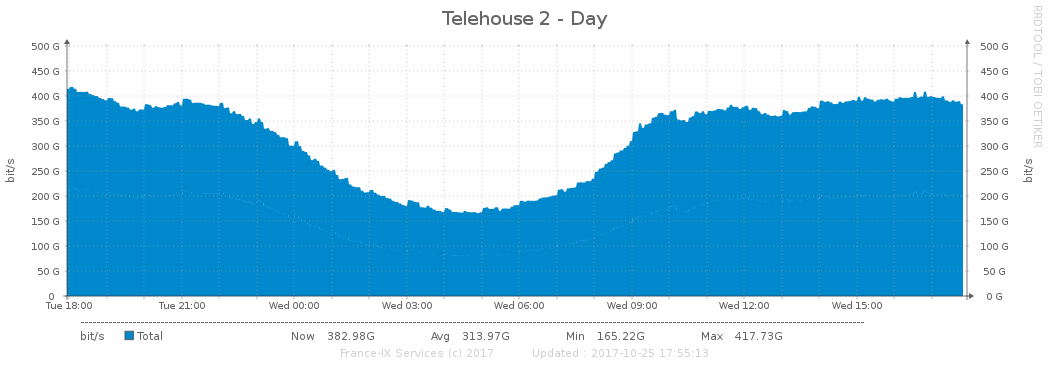 Telehouse 2 - Day
RRDTOOL / TOBI OETIKER
500 G 500 G
450 G 450 G
400 G 400 G
350 G 350 G
300 G 300 G
250 G 250 G
200 G 200 G
150 G 150 G
100 G 100 G
50 G 50 G
0 0 G
bit/s bit/s
Tue 18:00 Tue 21:00 Wed 00:00 Wed 03:00 Wed 06:00 Wed 09:00 Wed 12:00 Wed 15:00
bit/s Total Now 382.98G Avg 313.97G Min 165.22G Max 417.73G
France-IX Services (c) 2017 Updated : 2017-10-25 17:55:13